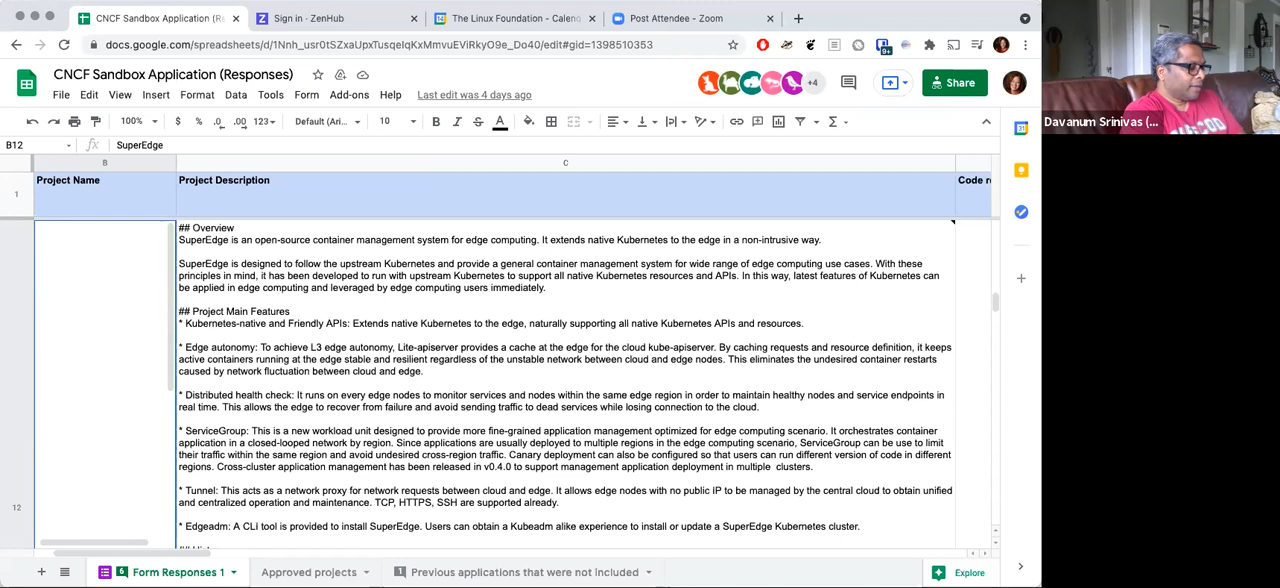 CNCF Sandbox Application (Re
Sign in · ZenHub
The Linux Foundation - Calen
Post Attendee - Zoom
docs.google.com/spreadsheets/d/1Nnh_usr0tSZxaUpxTusqeIqKxMmvuEViRkyO9e_Do40/edit#gid=1398510353
9+
CNCF Sandbox Application (Responses)
+4
Share
File Edit View Insert Format Data Tools Form Add-ons Help Last edit was 4 days ago
100% $ % .0 .00 123 Default (Ari... 10 B I S A
B12 fx SuperEdge
B C
1 Project Name Project Description Code r
## Overview
SuperEdge is an open-source container management system for edge computing. It extends native Kubernetes to the edge in a non-intrusive way.
SuperEdge is designed to follow the upstream Kubernetes and provide a general container management system for wide range of edge computing use cases. With these
principles in mind, it has been developed to run with upstream Kubernetes to support all native Kubernetes resources and APIs. In this way, latest features of Kubernetes can
be applied in edge computing and leveraged by edge computing users immediately.
## Project Main Features
* Kubernetes-native and Friendly APIs: Extends native Kubernetes to the edge, naturally supporting all native Kubernetes APIs and resources.
* Edge autonomy: To achieve L3 edge autonomy, Lite-apiserver provides a cache at the edge for the cloud kube-apiserver. By caching requests and resource definition, it keeps
active containers running at the edge stable and resilient regardless of the unstable network between cloud and edge nodes. This eliminates the undesired container restarts
caused by network fluctuation between cloud and edge.
* Distributed health check: It runs on every edge nodes to monitor services and nodes within the same edge region in order to maintain healthy nodes and service endpoints in
real time. This allows the edge to recover from failure and avoid sending traffic to dead services while losing connection to the cloud.
* ServiceGroup: This is a new workload unit designed to provide more fine-grained application management optimized for edge computing scenario. It orchestrates container
application in a closed-looped network by region. Since applications are usually deployed to multiple regions in the edge computing scenario, ServiceGroup can be use to limit
their traffic within the same region and avoid undesired cross-region traffic. Canary deployment can also be configured so that users can run different version of code in different
regions. Cross-cluster application management has been released in v0.4.0 to support management application deployment in multiple clusters.
* Tunnel: This acts as a network proxy for network requests between cloud and edge. It allows edge nodes with no public IP to be managed by the central cloud to obtain unified
and centralized operation and maintenance. TCP, HTTPS, SSH are supported already.
12
* Edgeadm: A CLI tool is provided to install SuperEdge. Users can obtain a Kubeadm alike experience to install or update a SuperEdge Kubernetes cluster.
6 Form Responses 1 Approved projects 1 Previous applications that were not included Explore
Davanum Srinivas (...
31